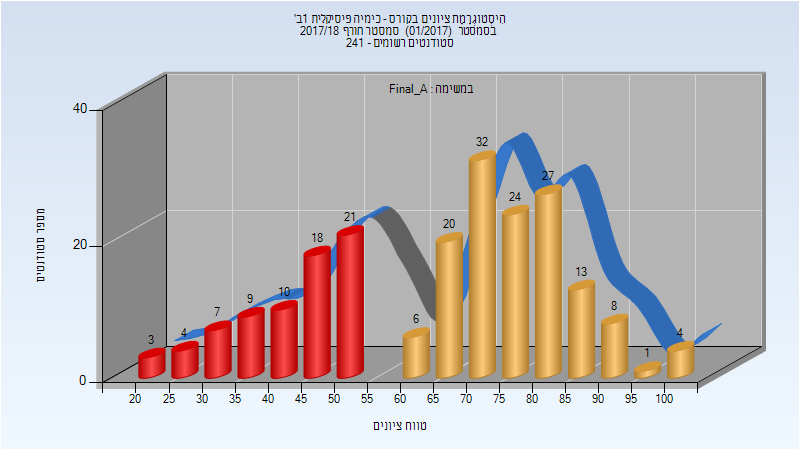 היסטוגרמת ציונים בקורס - כימיה פיסיקלית 1ב'
בסמסטר (01/2017) סמסטר חורף 2017/18
סטודנטים רשומים - 241
במשימה : Final_A
מספר סטודנטים
40
20
0
3
4
7
9
10
18
21
6
20
32
24
27
13
8
1
4
20 25 30 35 40 45 50 55 60 65 70 75 80 85 90 95 100
טווח ציונים